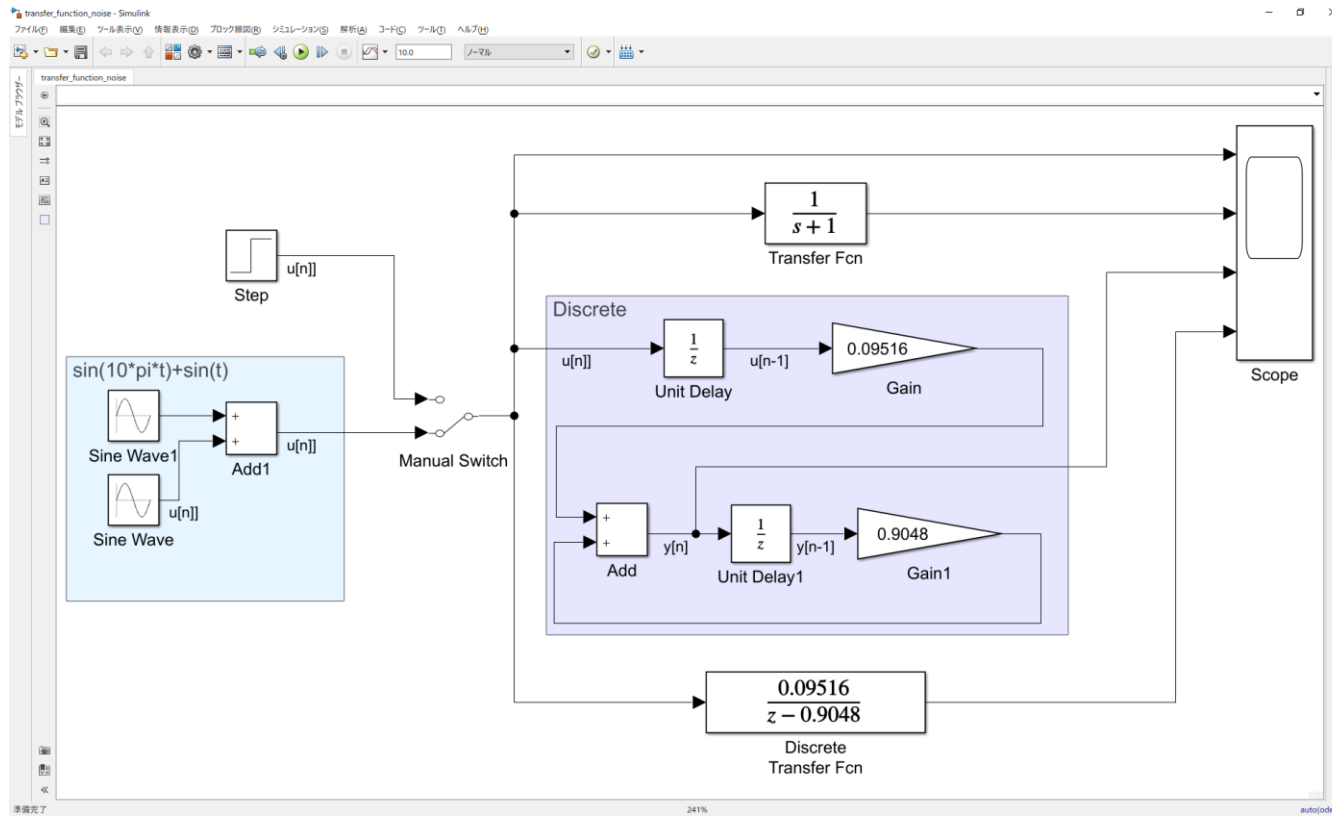 transfer_function_noise - Simulink
ファイル(F) 編集(E) ツール表示(V) 情報表示(D) ブロック線図(R) シミュレーション(S) 解析(A) コード(C) ツール(T) ヘルプ(H)
10.0 ノーマル
transfer_function_noise
モデル ブラウザー
1
s + 1
Transfer Fcn
u[n]]
Step
Discrete
u[n]]
1
z
Unit Delay
u[n-1]
0.09516
Gain
Scope
sin(10*pi*t)+sin(t)
Sine Wave1
+
+
Add1
u[n]]
Manual Switch
u[n]]
Sine Wave
+
+
Add
y[n]
1
z
Unit Delay1
y[n-1]
0.9048
Gain1
0.09516
z − 0.9048
Discrete
Transfer Fcn
準備完了
241%
auto(ode